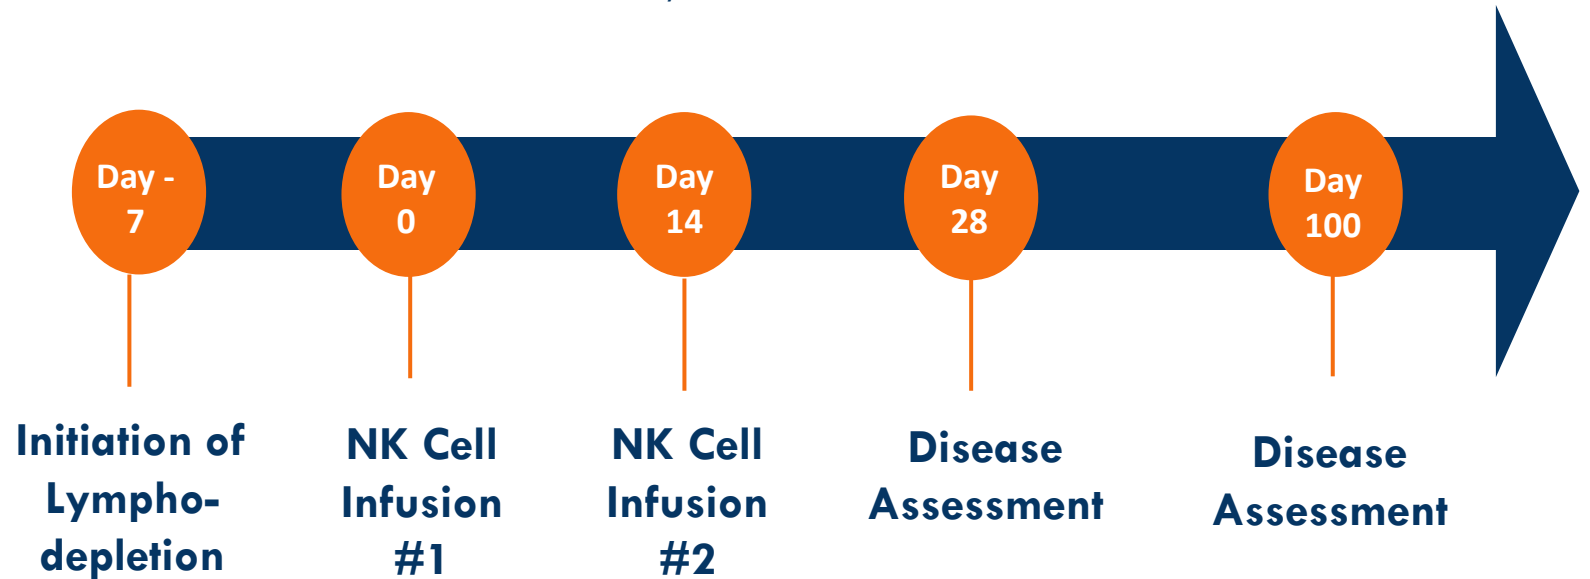 Day -
7
Day
0
Day
14
Day
28
Day
100
Initiation of
Lympho-
depletion
NK Cell
Infusion
#1
NK Cell
Infusion
#2
Disease
Assessment
Disease
Assessment